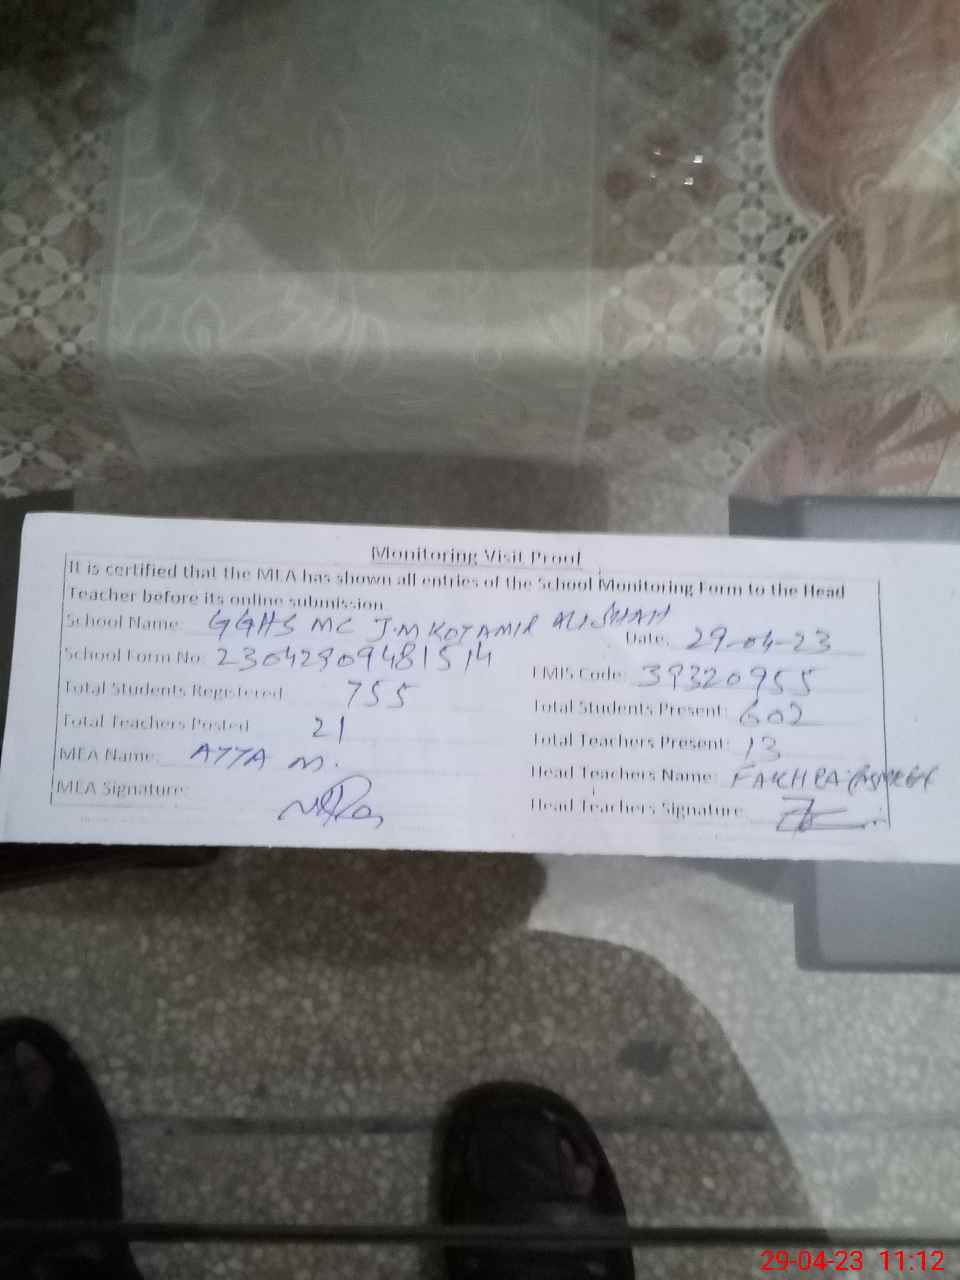 Monitoring Visit Proof
It is certified that the MEA has shown all entries of the School Monitoring Form to the Head
Teacher before its online submission.
School Name: GGHS MC J.M KOT AMIR ALI SHAH
Date: 29-04-23
School Form No: 23042909481514
EMIS Code: 39320955
Total Students Registered 755
Total Students Present: 602
Total Teachers Posted 21
Total Teachers Present: 13
MEA Name: ATTA M.
Head Teachers Name: FAKHRA
MEA Signature:
Head Teachers Signature
29-04-23 11:12